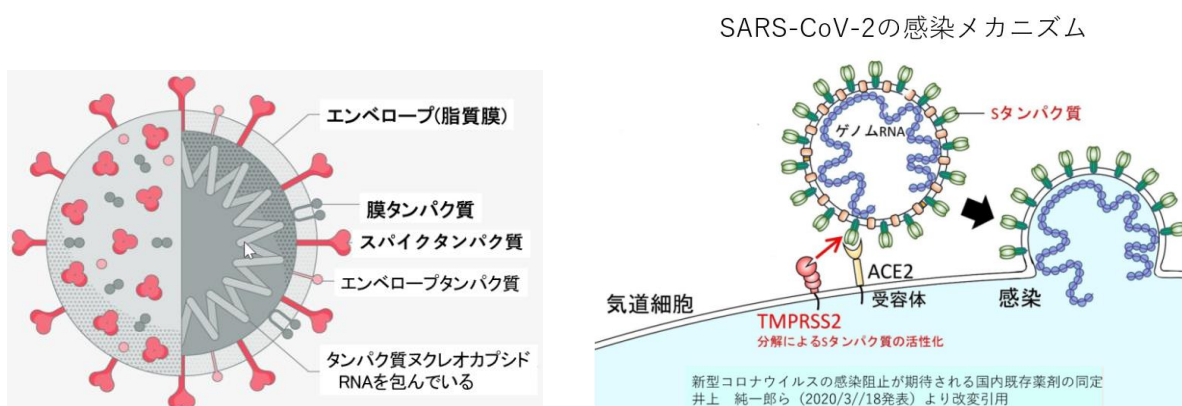 SARS-CoV-2の感染メカニズム
エンベロープ(脂質膜)
膜タンパク質
スパイクタンパク質
エンベロープタンパク質
タンパク質ヌクレオカプシド
RNAを包んでいる
Sタンパク質
ゲノムRNA
ACE2
受容体
気道細胞
感染
TMPRSS2
分解によるSタンパク質の活性化
新型コロナウイルスの感染阻止が期待される国内既存薬剤の同定
井上 純一郎ら（2020/3//18発表）より改変引用